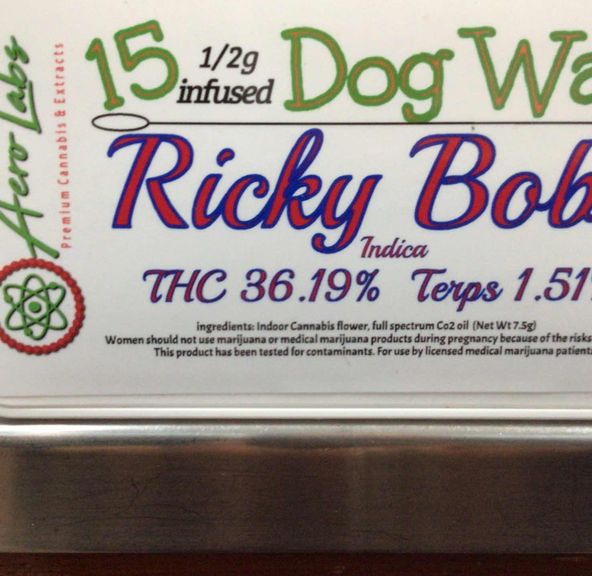 Aero Labs
Premium Cannabis & Extracts
15 1/2g infused Dog Wa
Ricky Bob
Indica
THC 36.19% Terps 1.51
ingredients: Indoor Cannabis flower, full spectrum Co2 oil (Net Wt 7.5g)
Women should not use marijuana or medical marijuana products during pregnancy because of the risks
This product has been tested for contaminants. For use by licensed medical marijuana patient